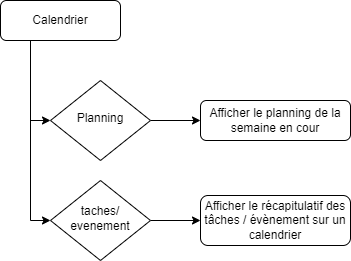 Calendrier
Planning
Afficher le planning de la
semaine en cour
taches/
evenement
Afficher le récapitulatif des
tâches / évènement sur un
calendrier